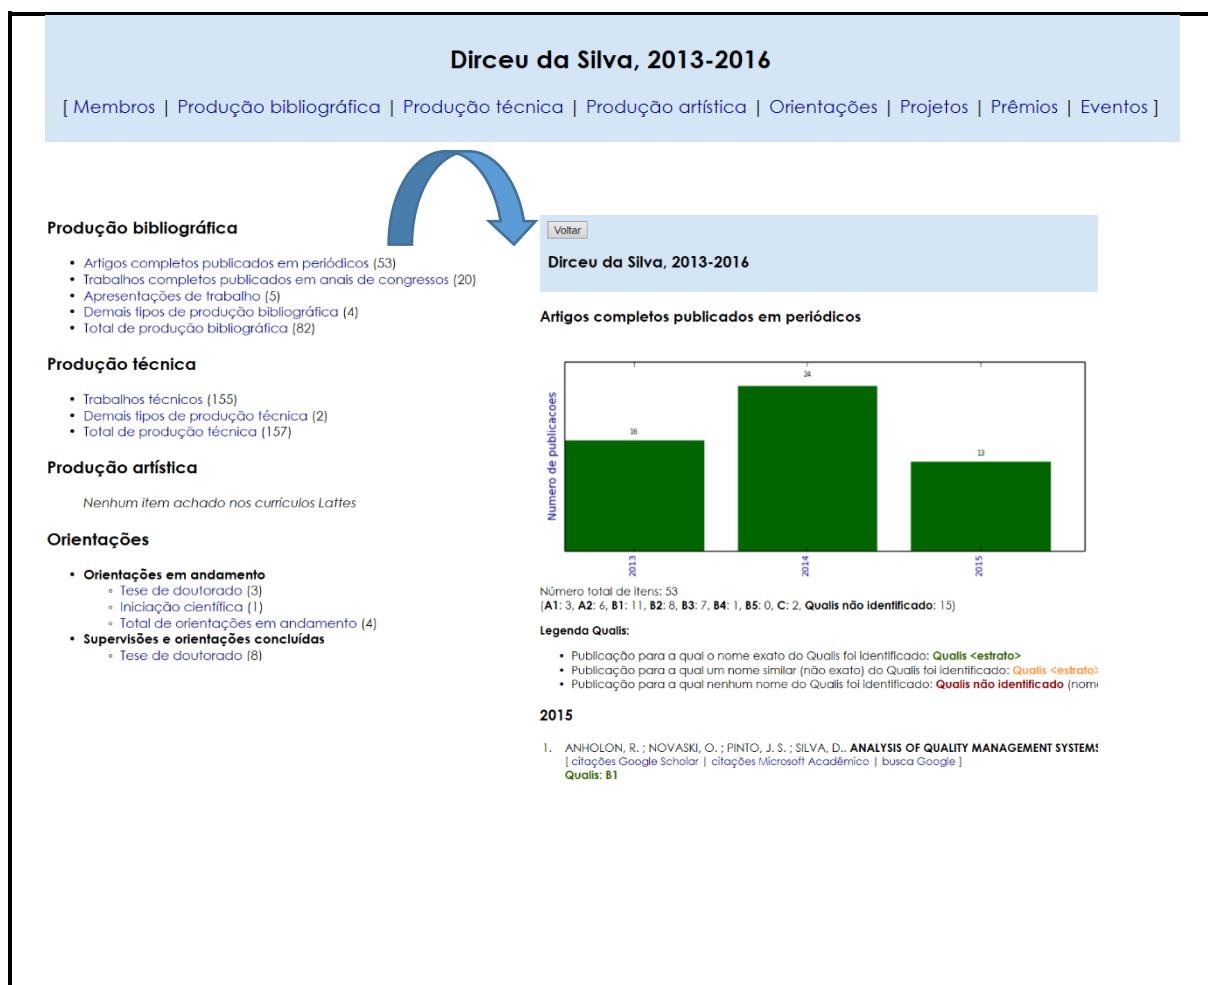 Dirceu da Silva, 2013-2016
[ Membros | Produção bibliográfica | Produção técnica | Produção artística | Orientações | Projetos | Prêmios | Eventos ]
Produção bibliográfica
• Artigos completos publicados em periódicos (53)
• Trabalhos completos publicados em anais de congressos (20)
• Apresentações de trabalho (5)
• Demais tipos de produção bibliográfica (4)
• Total de produção bibliográfica (82)
Produção técnica
• Trabalhos técnicos (155)
• Demais tipos de produção técnica (2)
• Total de produção técnica (157)
Produção artística
Nenhum item achado nos currículos Lattes
Orientações
• Orientações em andamento
◦ Tese de doutorado (3)
◦ Iniciação científica (1)
◦ Total de orientações em andamento (4)
• Supervisões e orientações concluídas
◦ Tese de doutorado (8)
Voltar
Dirceu da Silva, 2013-2016
Artigos completos publicados em periódicos
Numero de publicacoes
16
24
13
2013
2014
2015
Número total de itens: 53
(A1: 3, A2: 6, B1: 11, B2: 8, B3: 7, B4: 1, B5: 0, C: 2, Qualis não identificado: 15)
Legenda Qualis:
• Publicação para a qual o nome exato do Qualis foi identificado: Qualis <estrato>
• Publicação para a qual um nome similar (não exato) do Qualis foi identificado: Qualis <estrato>
• Publicação para a qual nenhum nome do Qualis foi identificado: Qualis não identificado (nome
2015
1. ANHOLON, R. ; NOVASKI, O. ; PINTO, J. S. ; SILVA, D.. ANALYSIS OF QUALITY MANAGEMENT SYSTEMS
[ citações Google Scholar | citações Microsoft Acadêmico | busca Google ]
Qualis: B1